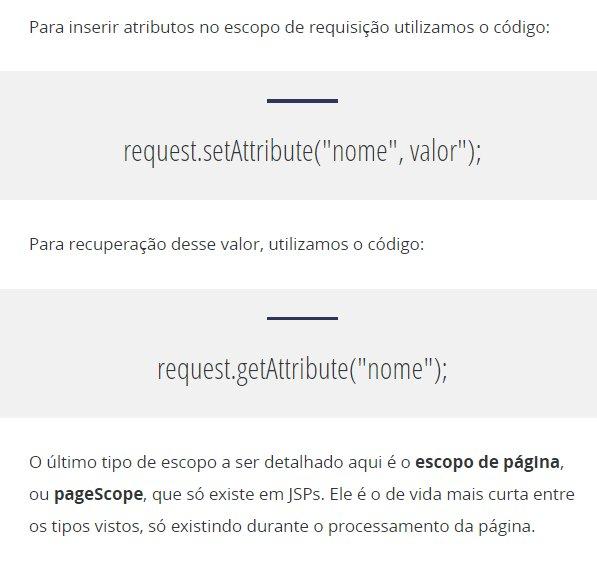 Para inserir atributos no escopo de requisição utilizamos o código:
request.setAttribute("nome", valor");
Para recuperação desse valor, utilizamos o código:
request.getAttribute("nome");
O último tipo de escopo a ser detalhado aqui é o escopo de página,
ou pageScope, que só existe em JSPs. Ele é o de vida mais curta entre
os tipos vistos, só existindo durante o processamento da página.